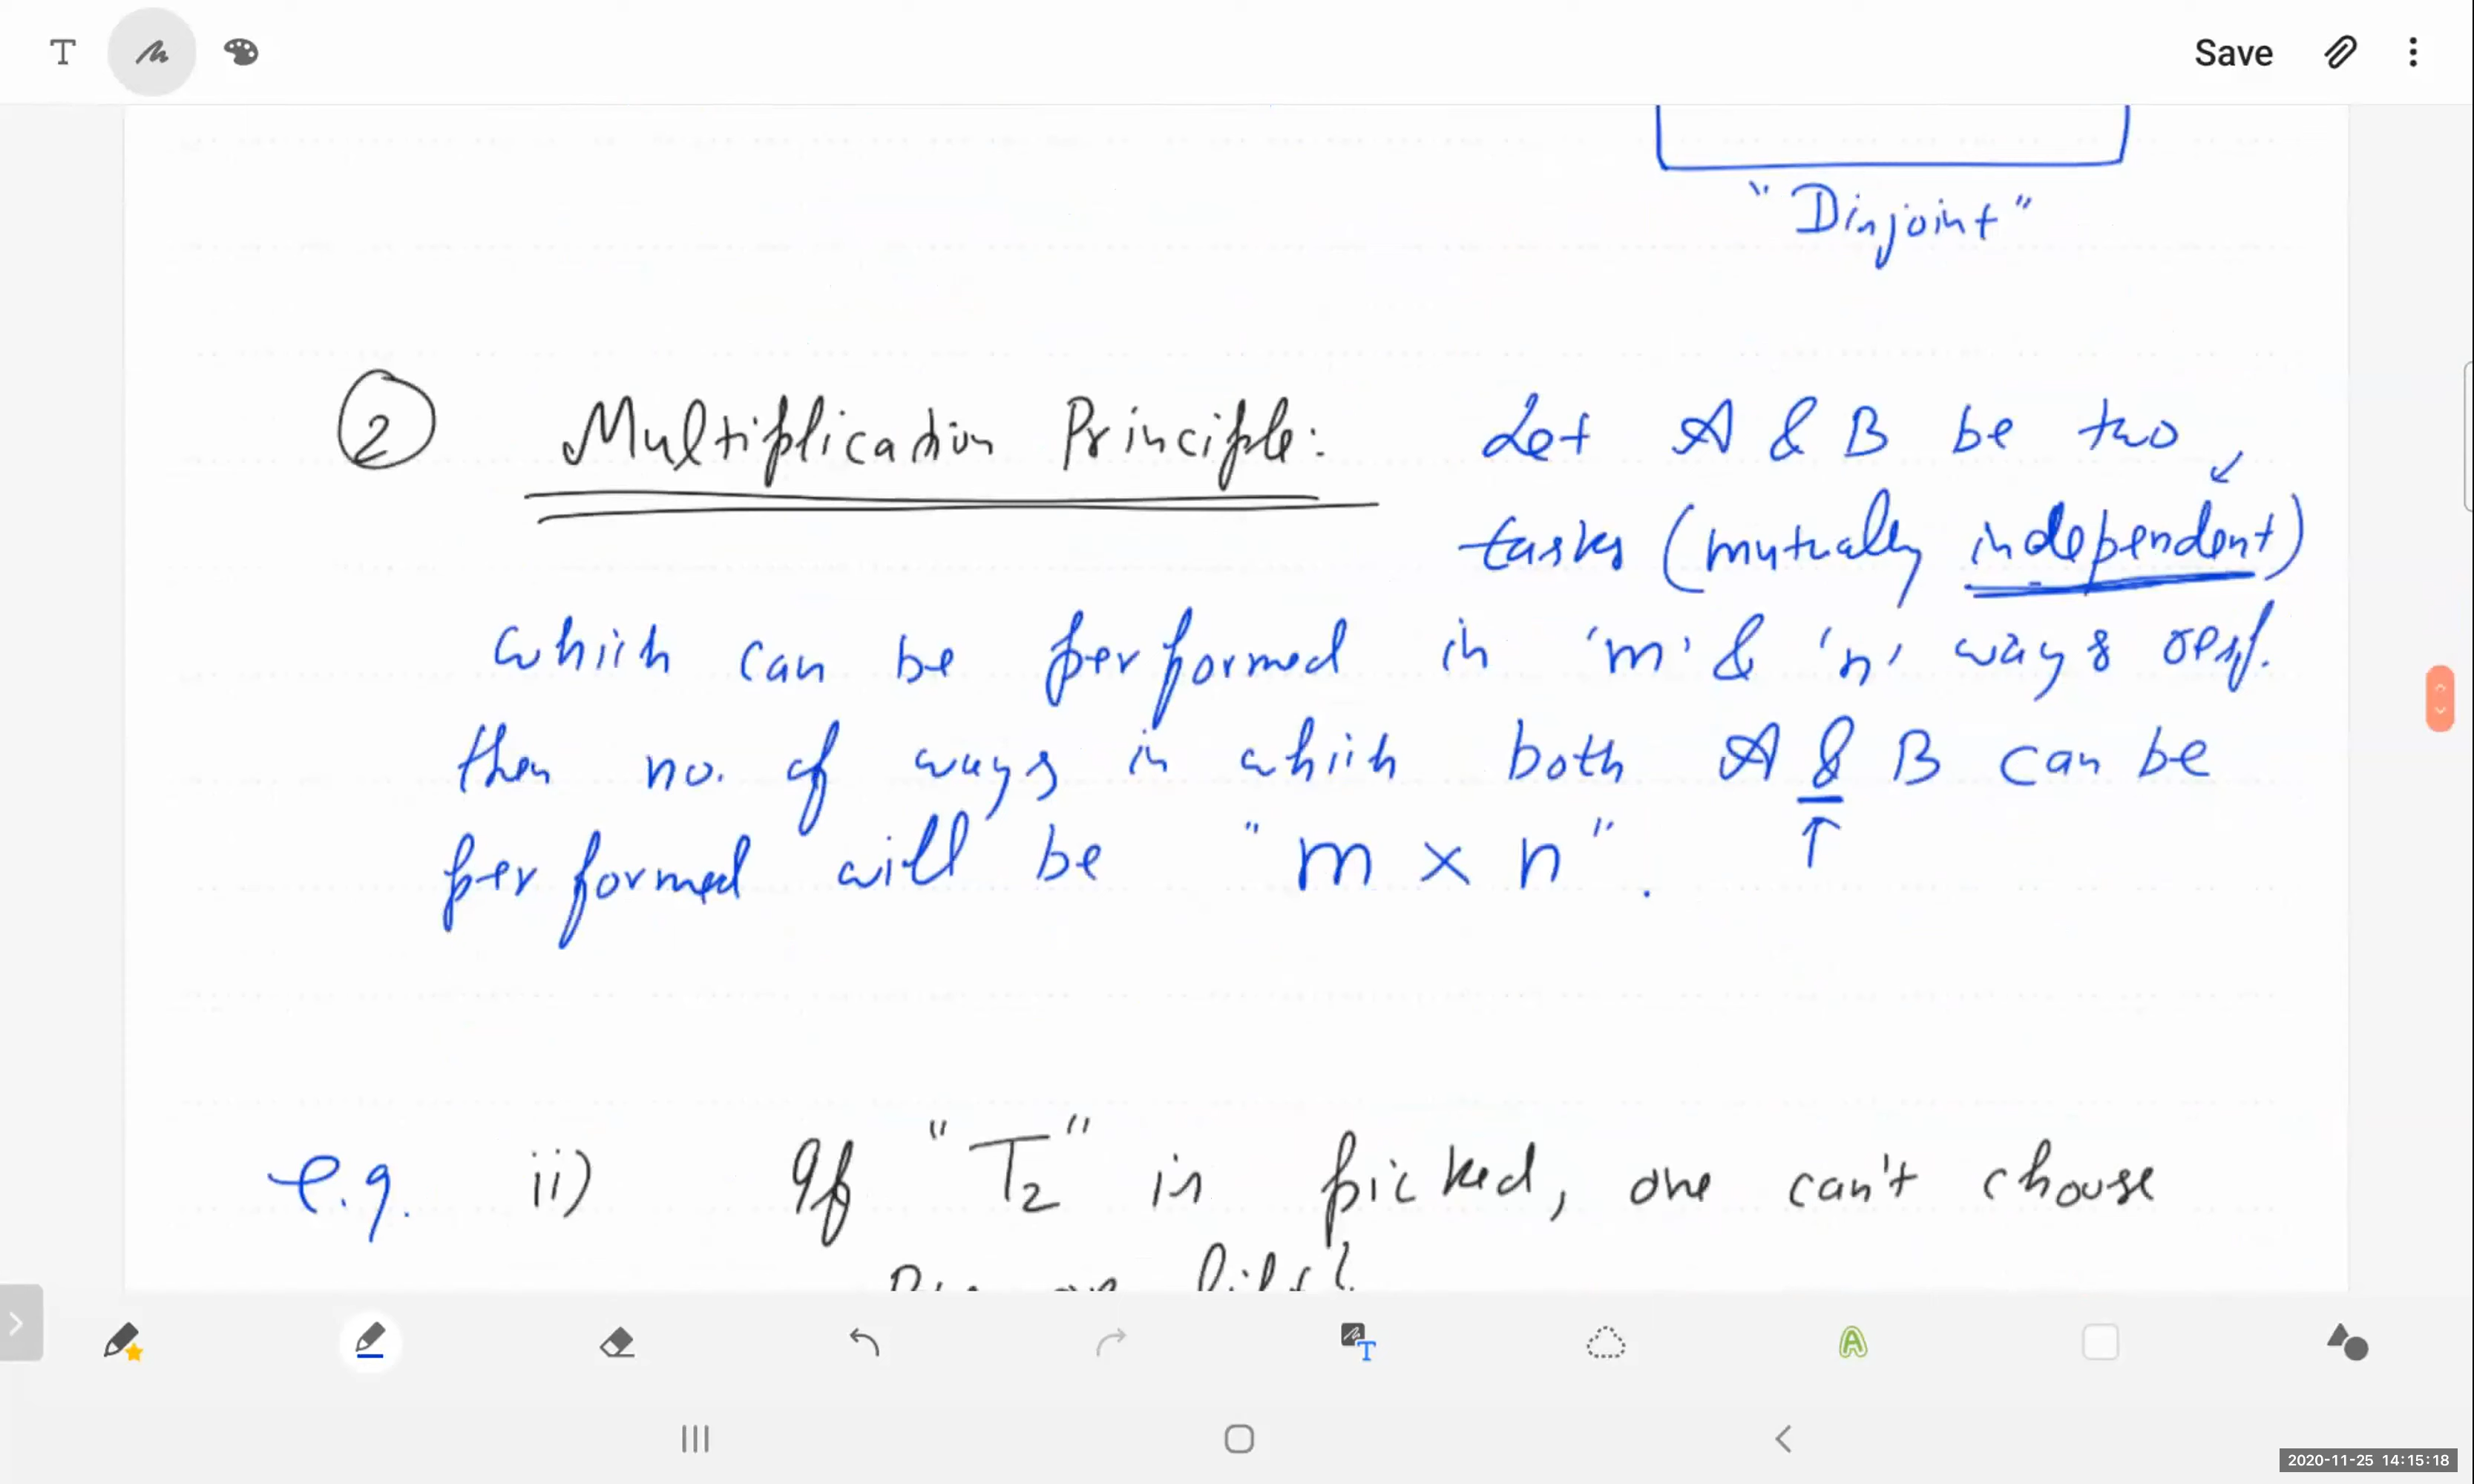 T
Save
"Disjoint"
2 Multiplication Principle: Let A & B be two
tasks (mutually independent)
which can be performed in 'm' & 'n' ways resp.
then no. of ways in which both A & B can be
performed will be "m × n".
e.g. ii) If "T2" is picked, one can't choose
T
A
2020-11-25 14:15:18